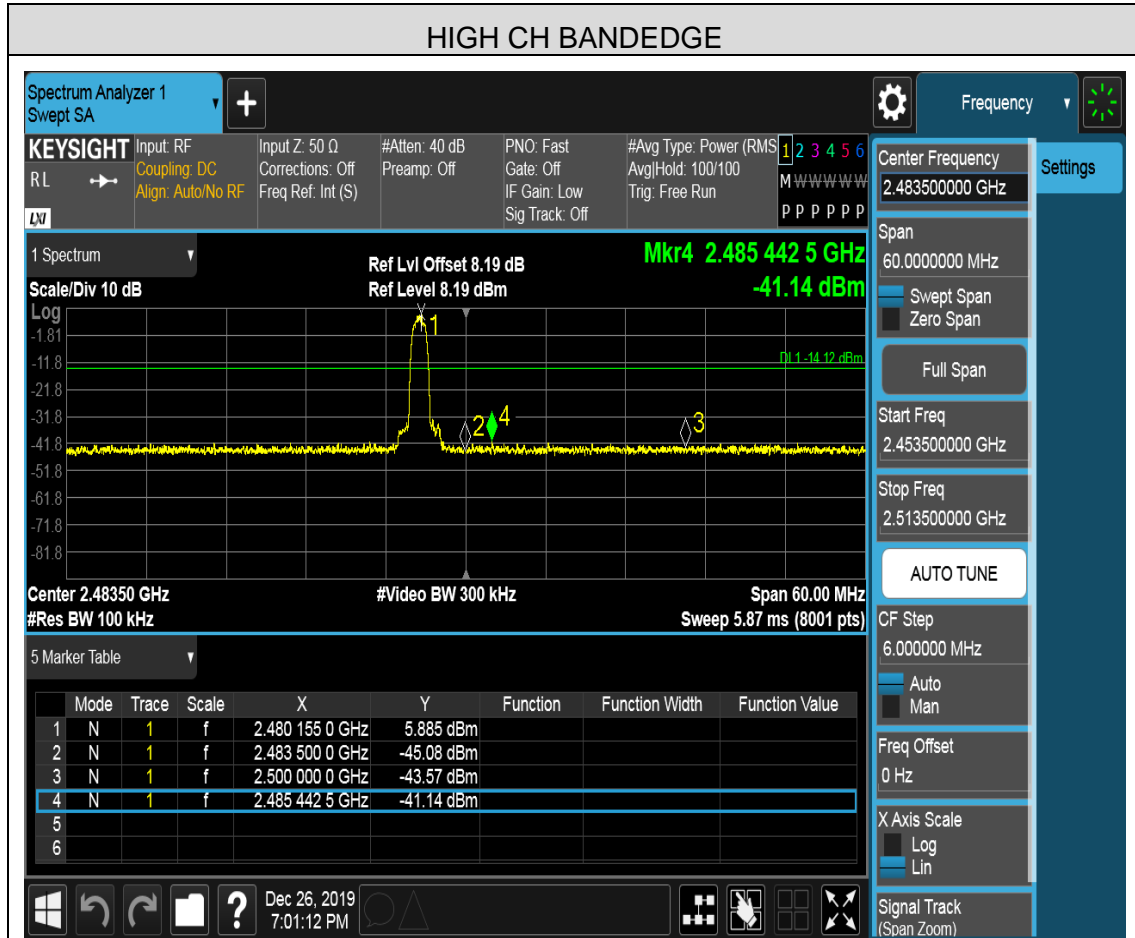 HIGH CH BANDEDGE
Spectrum Analyzer 1
Swept SA
+
Frequency
KEYSIGHT
RL
LXI
Input: RF
Coupling: DC
Align: Auto/No RF
Input Z: 50 Ω
Corrections: Off
Freq Ref: Int (S)
#Atten: 40 dB
Preamp: Off
PNO: Fast
Gate: Off
IF Gain: Low
Sig Track: Off
#Avg Type: Power (RMS
Avg|Hold: 100/100
Trig: Free Run
1 2 3 4 5 6
M W W W W W
P P P P P P
1 Spectrum
Scale/Div 10 dB
Ref Lvl Offset 8.19 dB
Ref Level 8.19 dBm
Mkr4 2.485 442 5 GHz
-41.14 dBm
Log
-1.81
-11.8
-21.8
-31.8
-41.8
-51.8
-61.8
-71.8
-81.8
DL1 -14.12 dBm
1
2
4
3
Center 2.48350 GHz
#Video BW 300 kHz
Span 60.00 MHz
#Res BW 100 kHz
Sweep 5.87 ms (8001 pts)
5 Marker Table
Mode Trace Scale X Y Function Function Width Function Value
1 N 1 f 2.480 155 0 GHz 5.885 dBm
2 N 1 f 2.483 500 0 GHz -45.08 dBm
3 N 1 f 2.500 000 0 GHz -43.57 dBm
4 N 1 f 2.485 442 5 GHz -41.14 dBm
5
6
?
Dec 26, 2019
7:01:12 PM
Settings
Center Frequency
2.483500000 GHz
Span
60.0000000 MHz
Swept Span
Zero Span
Full Span
Start Freq
2.453500000 GHz
Stop Freq
2.513500000 GHz
AUTO TUNE
CF Step
6.000000 MHz
Auto
Man
Freq Offset
0 Hz
X Axis Scale
Log
Lin
Signal Track
(Span Zoom)